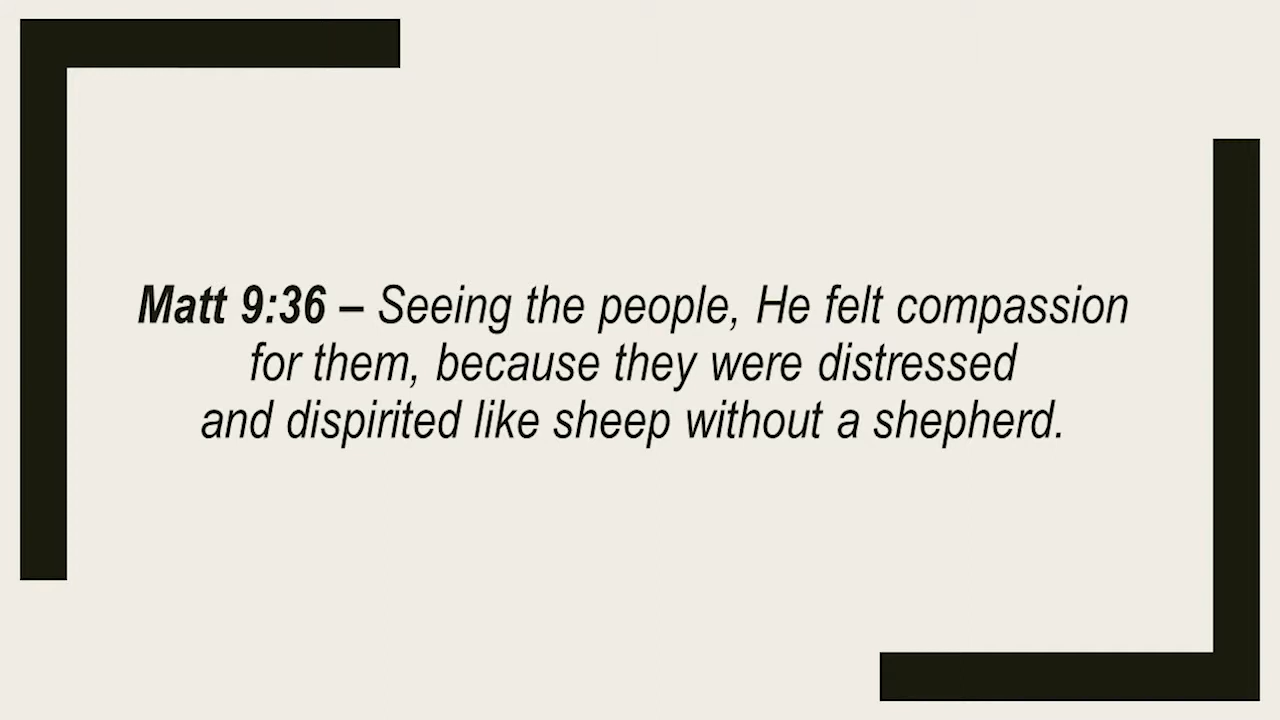 Matt 9:36 – Seeing the people, He felt compassion
for them, because they were distressed
and dispirited like sheep without a shepherd.